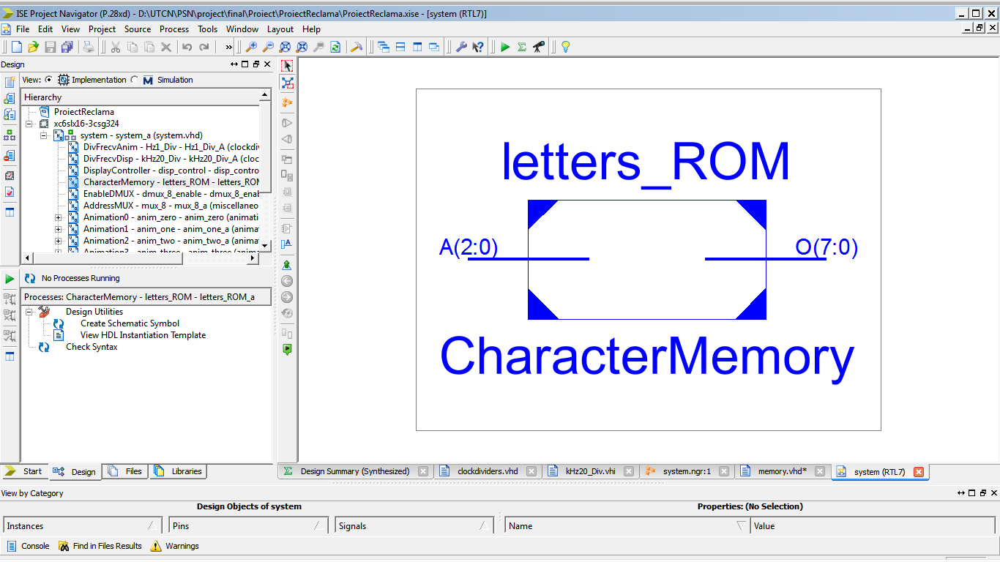 ISE Project Navigator (P.28xd) - D:\UTCN\PSN\project\final\Proiect\ProiectReclama\ProiectReclama.xise - [system (RTL7)]
File Edit View Project Source Process Tools Window Layout Help
»
Design
View: Implementation Simulation
Hierarchy
ProiectReclama
xc6slx16-3csg324
system - system_a (system.vhd)
DivFrecvAnim - Hz1_Div - Hz1_Div_A (clockdiv
DivFrecvDisp - kHz20_Div - kHz20_Div_A (cloc
DisplayController - disp_control - disp_contro
CharacterMemory - letters_ROM - letters_ROM
EnableDMUX - dmux_8_enable - dmux_8_enab
AddressMUX - mux_8 - mux_8_a (miscellaneo
Animation0 - anim_zero - anim_zero (animati
Animation1 - anim_one - anim_one_a (anima
Animation2 - anim_two - anim_two_a (anima
No Processes Running
Processes: CharacterMemory - letters_ROM - letters_ROM_a
Design Utilities
Create Schematic Symbol
View HDL Instantiation Template
Check Syntax
Start Design Files Libraries
letters_ROM
A(2:0) O(7:0)
CharacterMemory
Design Summary (Synthesized) clockdividers.vhd kHz20_Div.vhi system.ngr:1 memory.vhd* system (RTL7)
View by Category
Design Objects of system Properties: (No Selection)
Instances Pins Signals Name Value
Console Find in Files Results Warnings